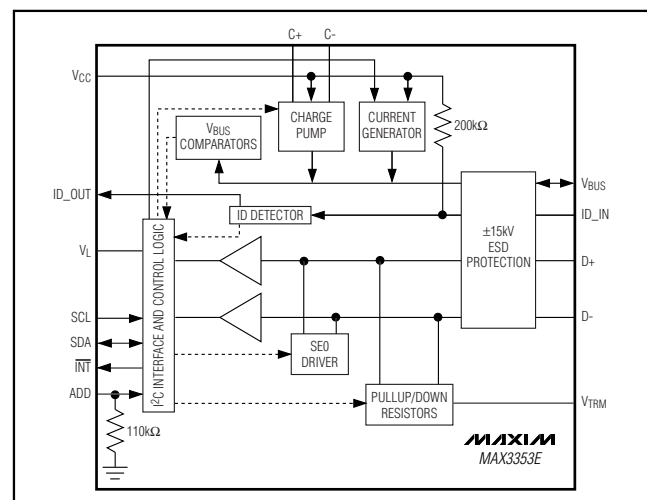 C+ C-
VCC
CHARGE
PUMP
CURRENT
GENERATOR
200kΩ
VBUS
COMPARATORS
VBUS
ID_OUT
ID DETECTOR
ID_IN
±15kV
ESD
PROTECTION
VL
I²C INTERFACE AND CONTROL LOGIC
D+
SCL
D-
SDA
SE0
DRIVER
INT
ADD
PULLUP/DOWN
RESISTORS
VTRM
110kΩ
MAXIM
MAX3353E